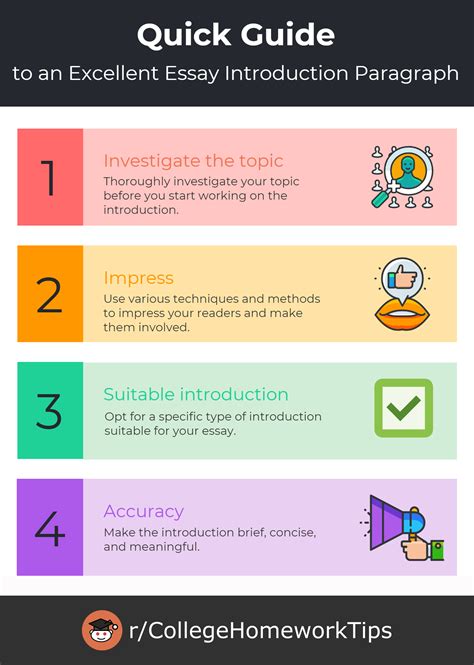 Quick Guide
to an Excellent Essay Introduction Paragraph
1
Investigate the topic
Thoroughly investigate your topic
before you start working on the
introduction.
2
Impress
Use various techniques and methods
to impress your readers and make
them involved.
3
Suitable introduction
Opt for a specific type of introduction
suitable for your essay.
4
Accuracy
Make the introduction brief, concise,
and meaningful.
r/CollegeHomeworkTips